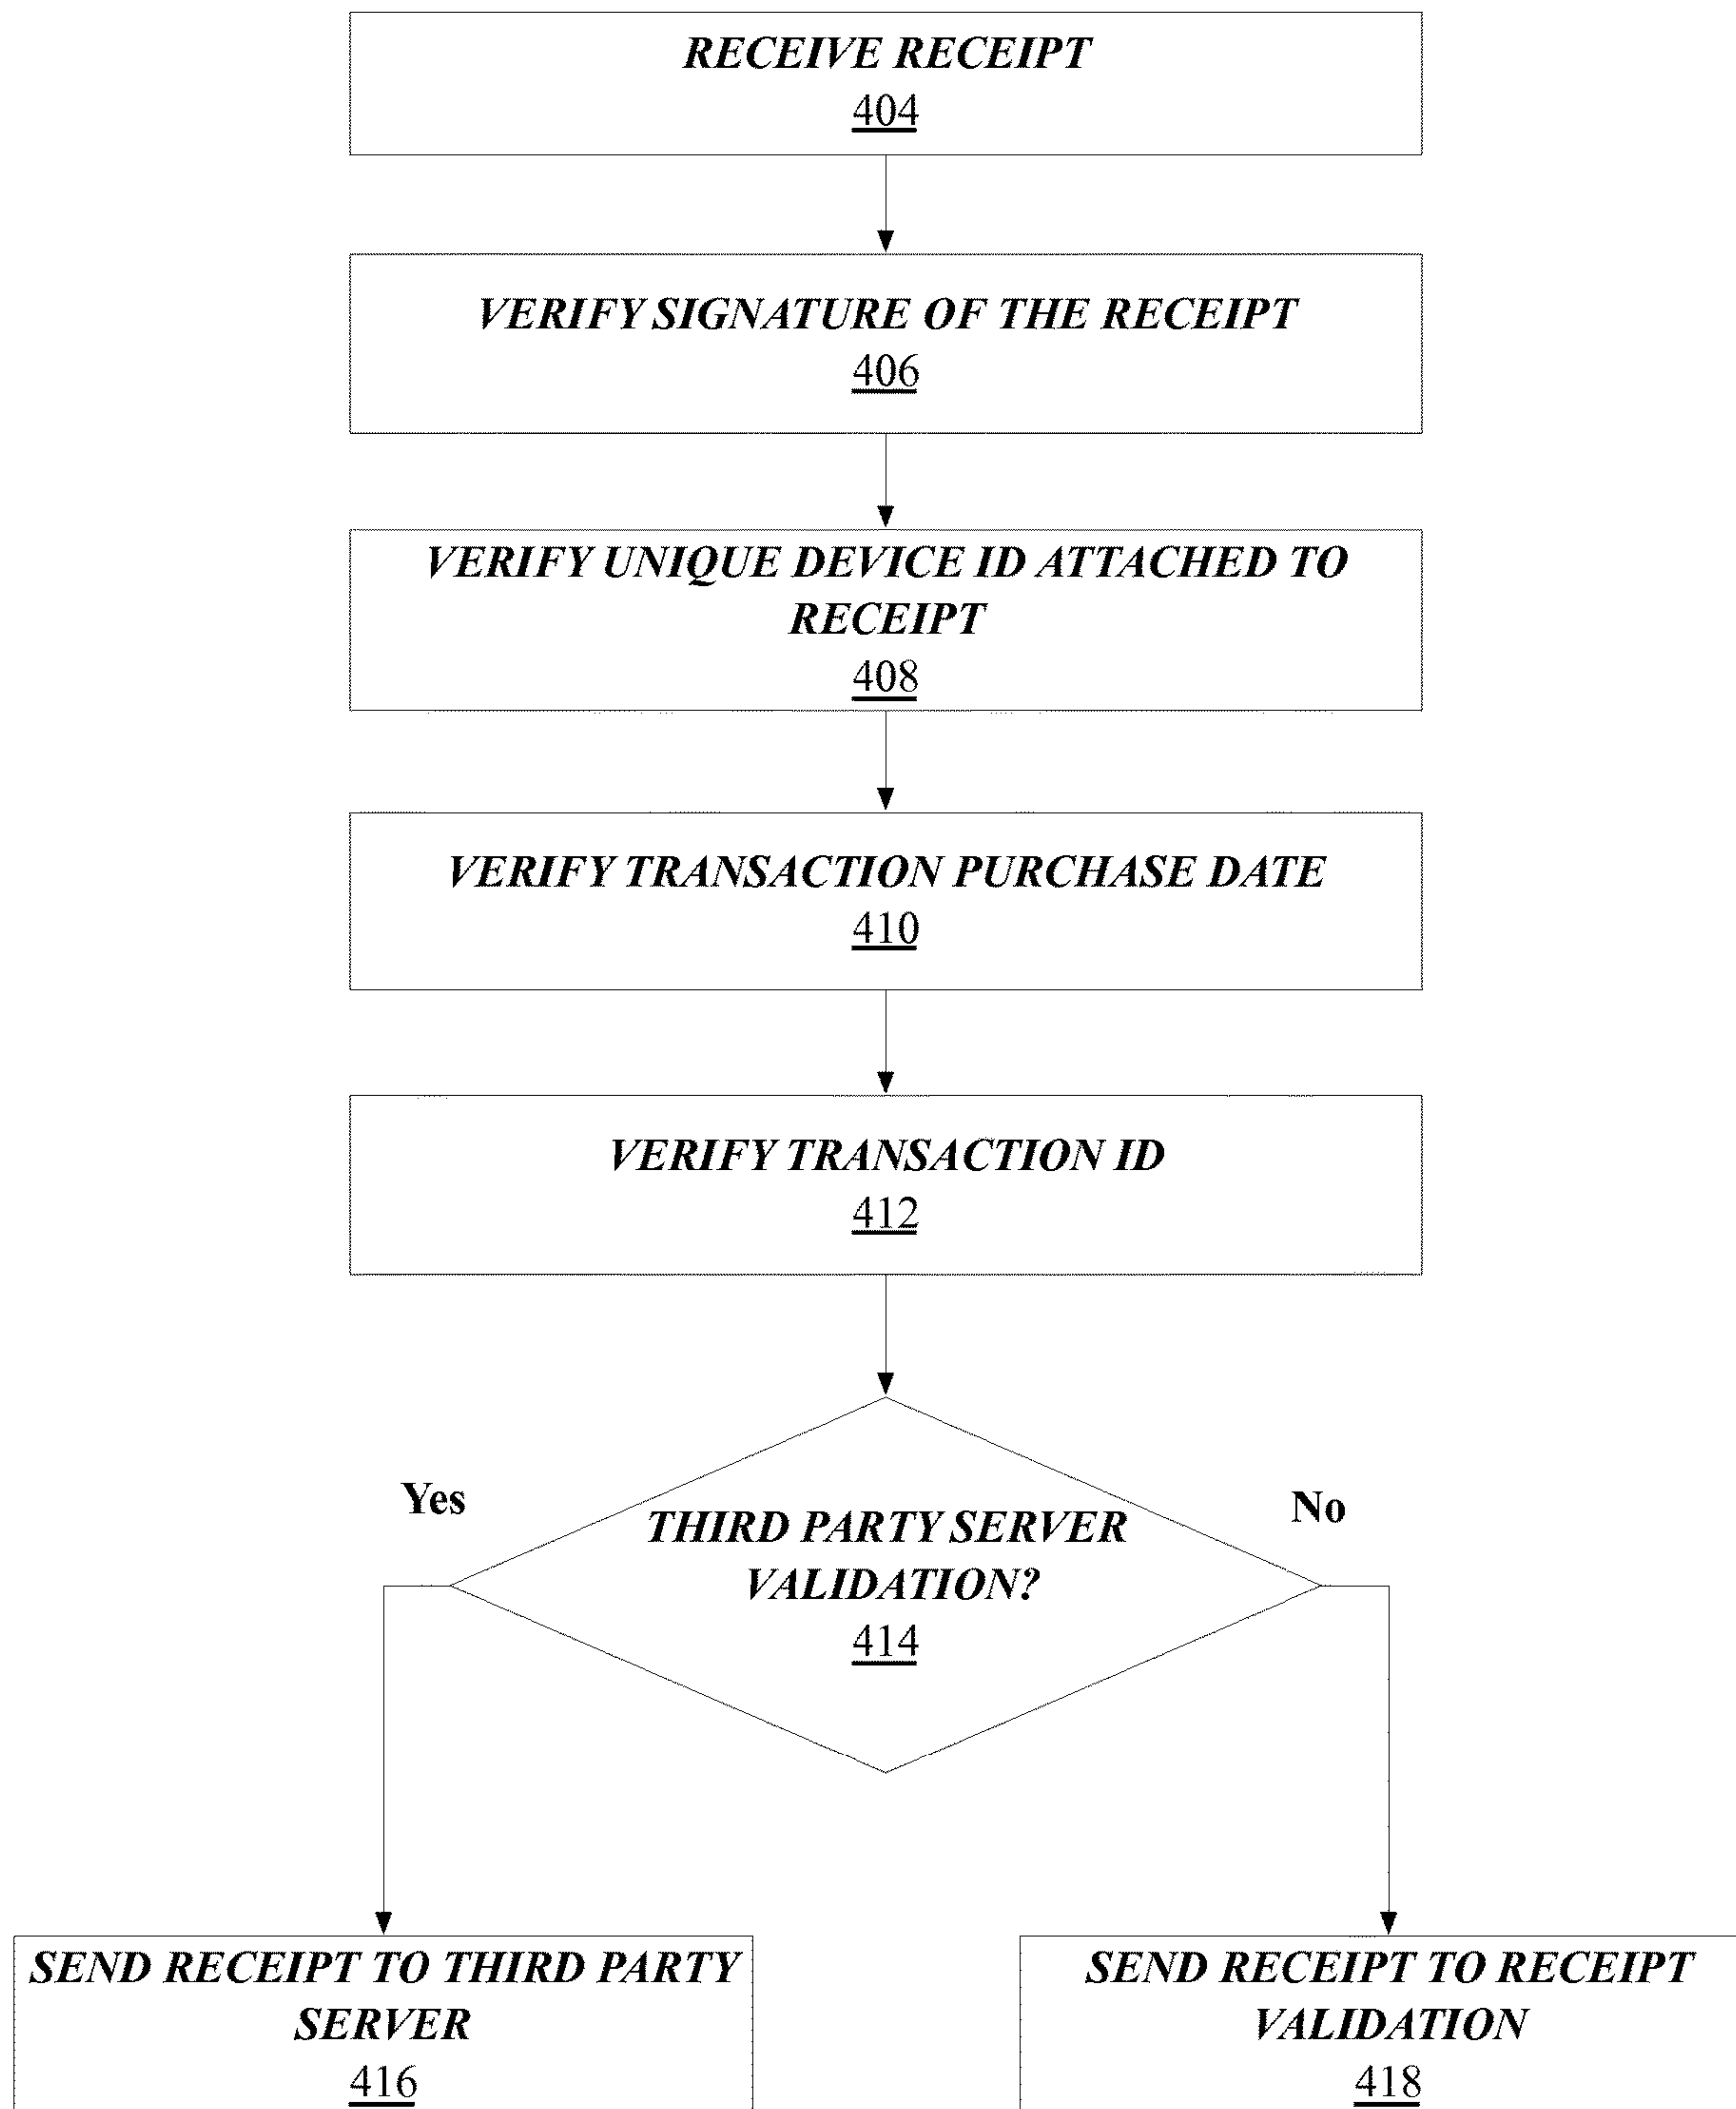 RECEIVE RECEIPT
404
VERIFY SIGNATURE OF THE RECEIPT
406
VERIFY UNIQUE DEVICE ID ATTACHED TO
RECEIPT
408
VERIFY TRANSACTION PURCHASE DATE
410
VERIFY TRANSACTION ID
412
Yes
No
THIRD PARTY SERVER
VALIDATION?
414
SEND RECEIPT TO THIRD PARTY
SERVER
416
SEND RECEIPT TO RECEIPT
VALIDATION
418